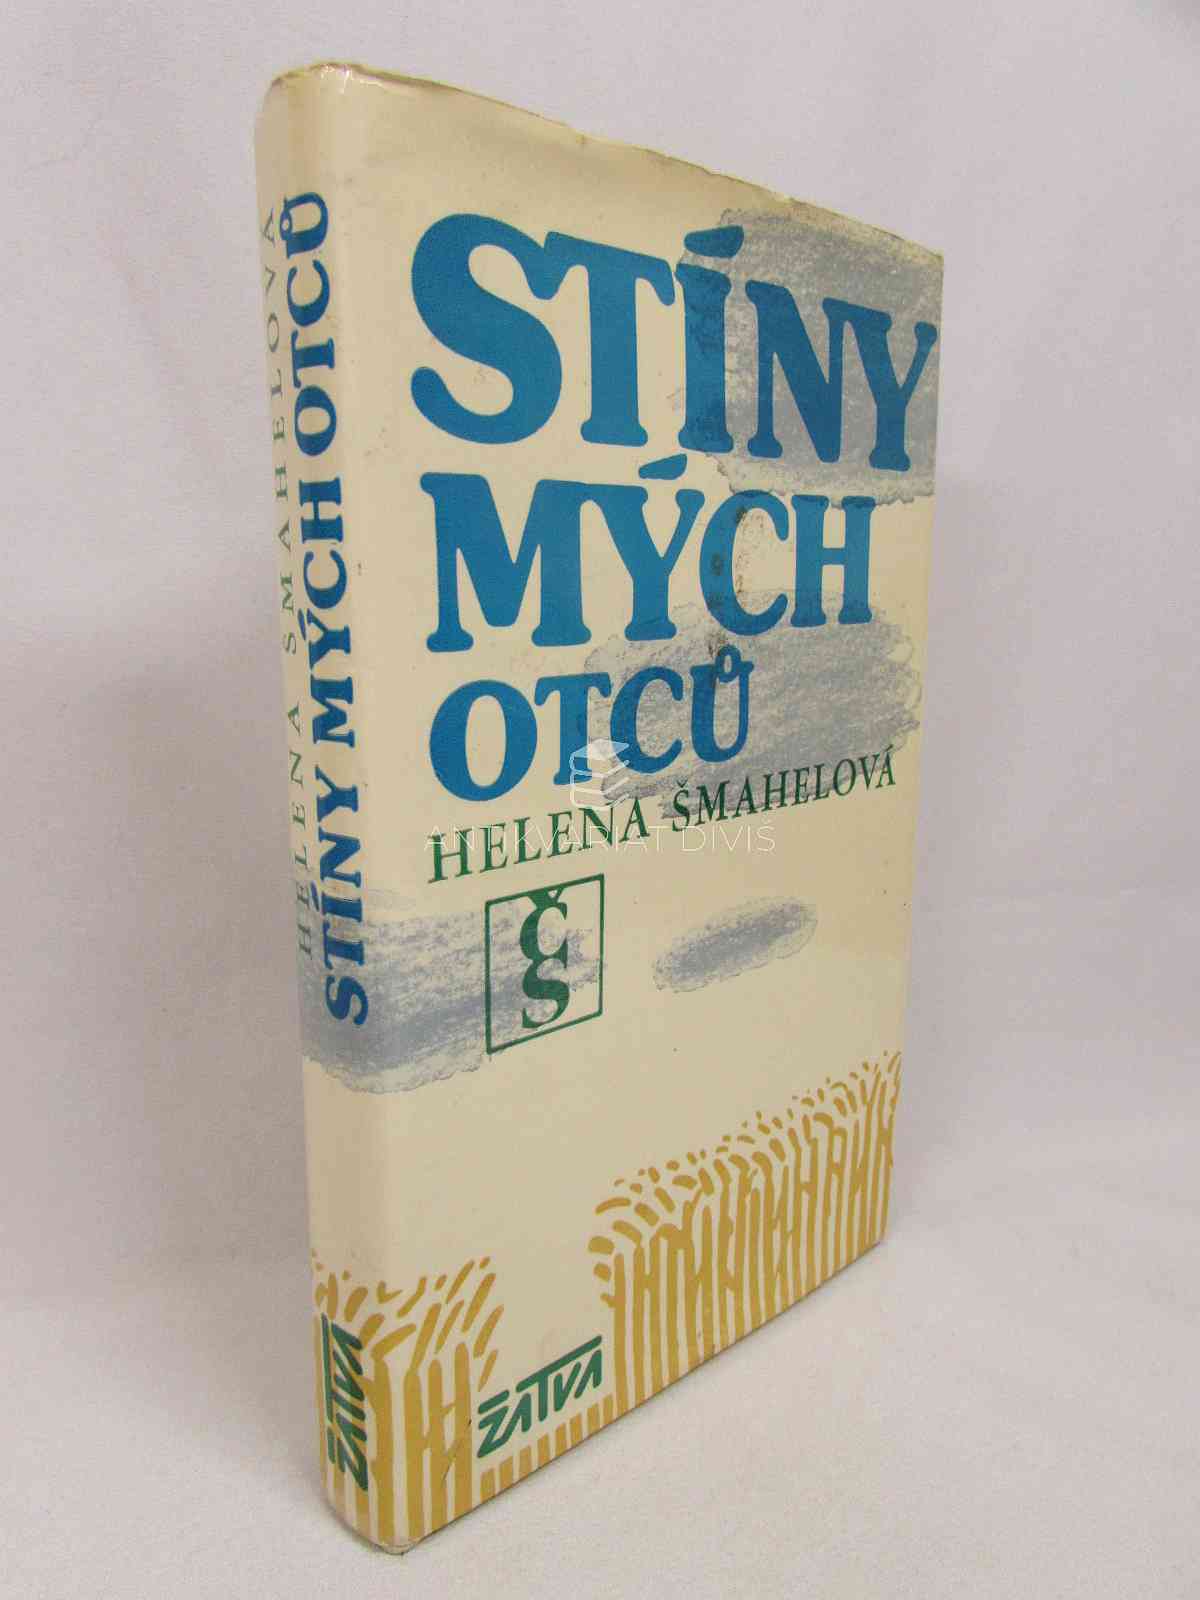 HELENA ŠMAHELOVÁ
STÍNY MÝCH OTCŮ
ŽATVA
STÍNY
MÝCH
OTCŮ
HELENA ŠMAHELOVÁ
ANTIKVARIÁT DIVIŠ
ČS
ŽATVA